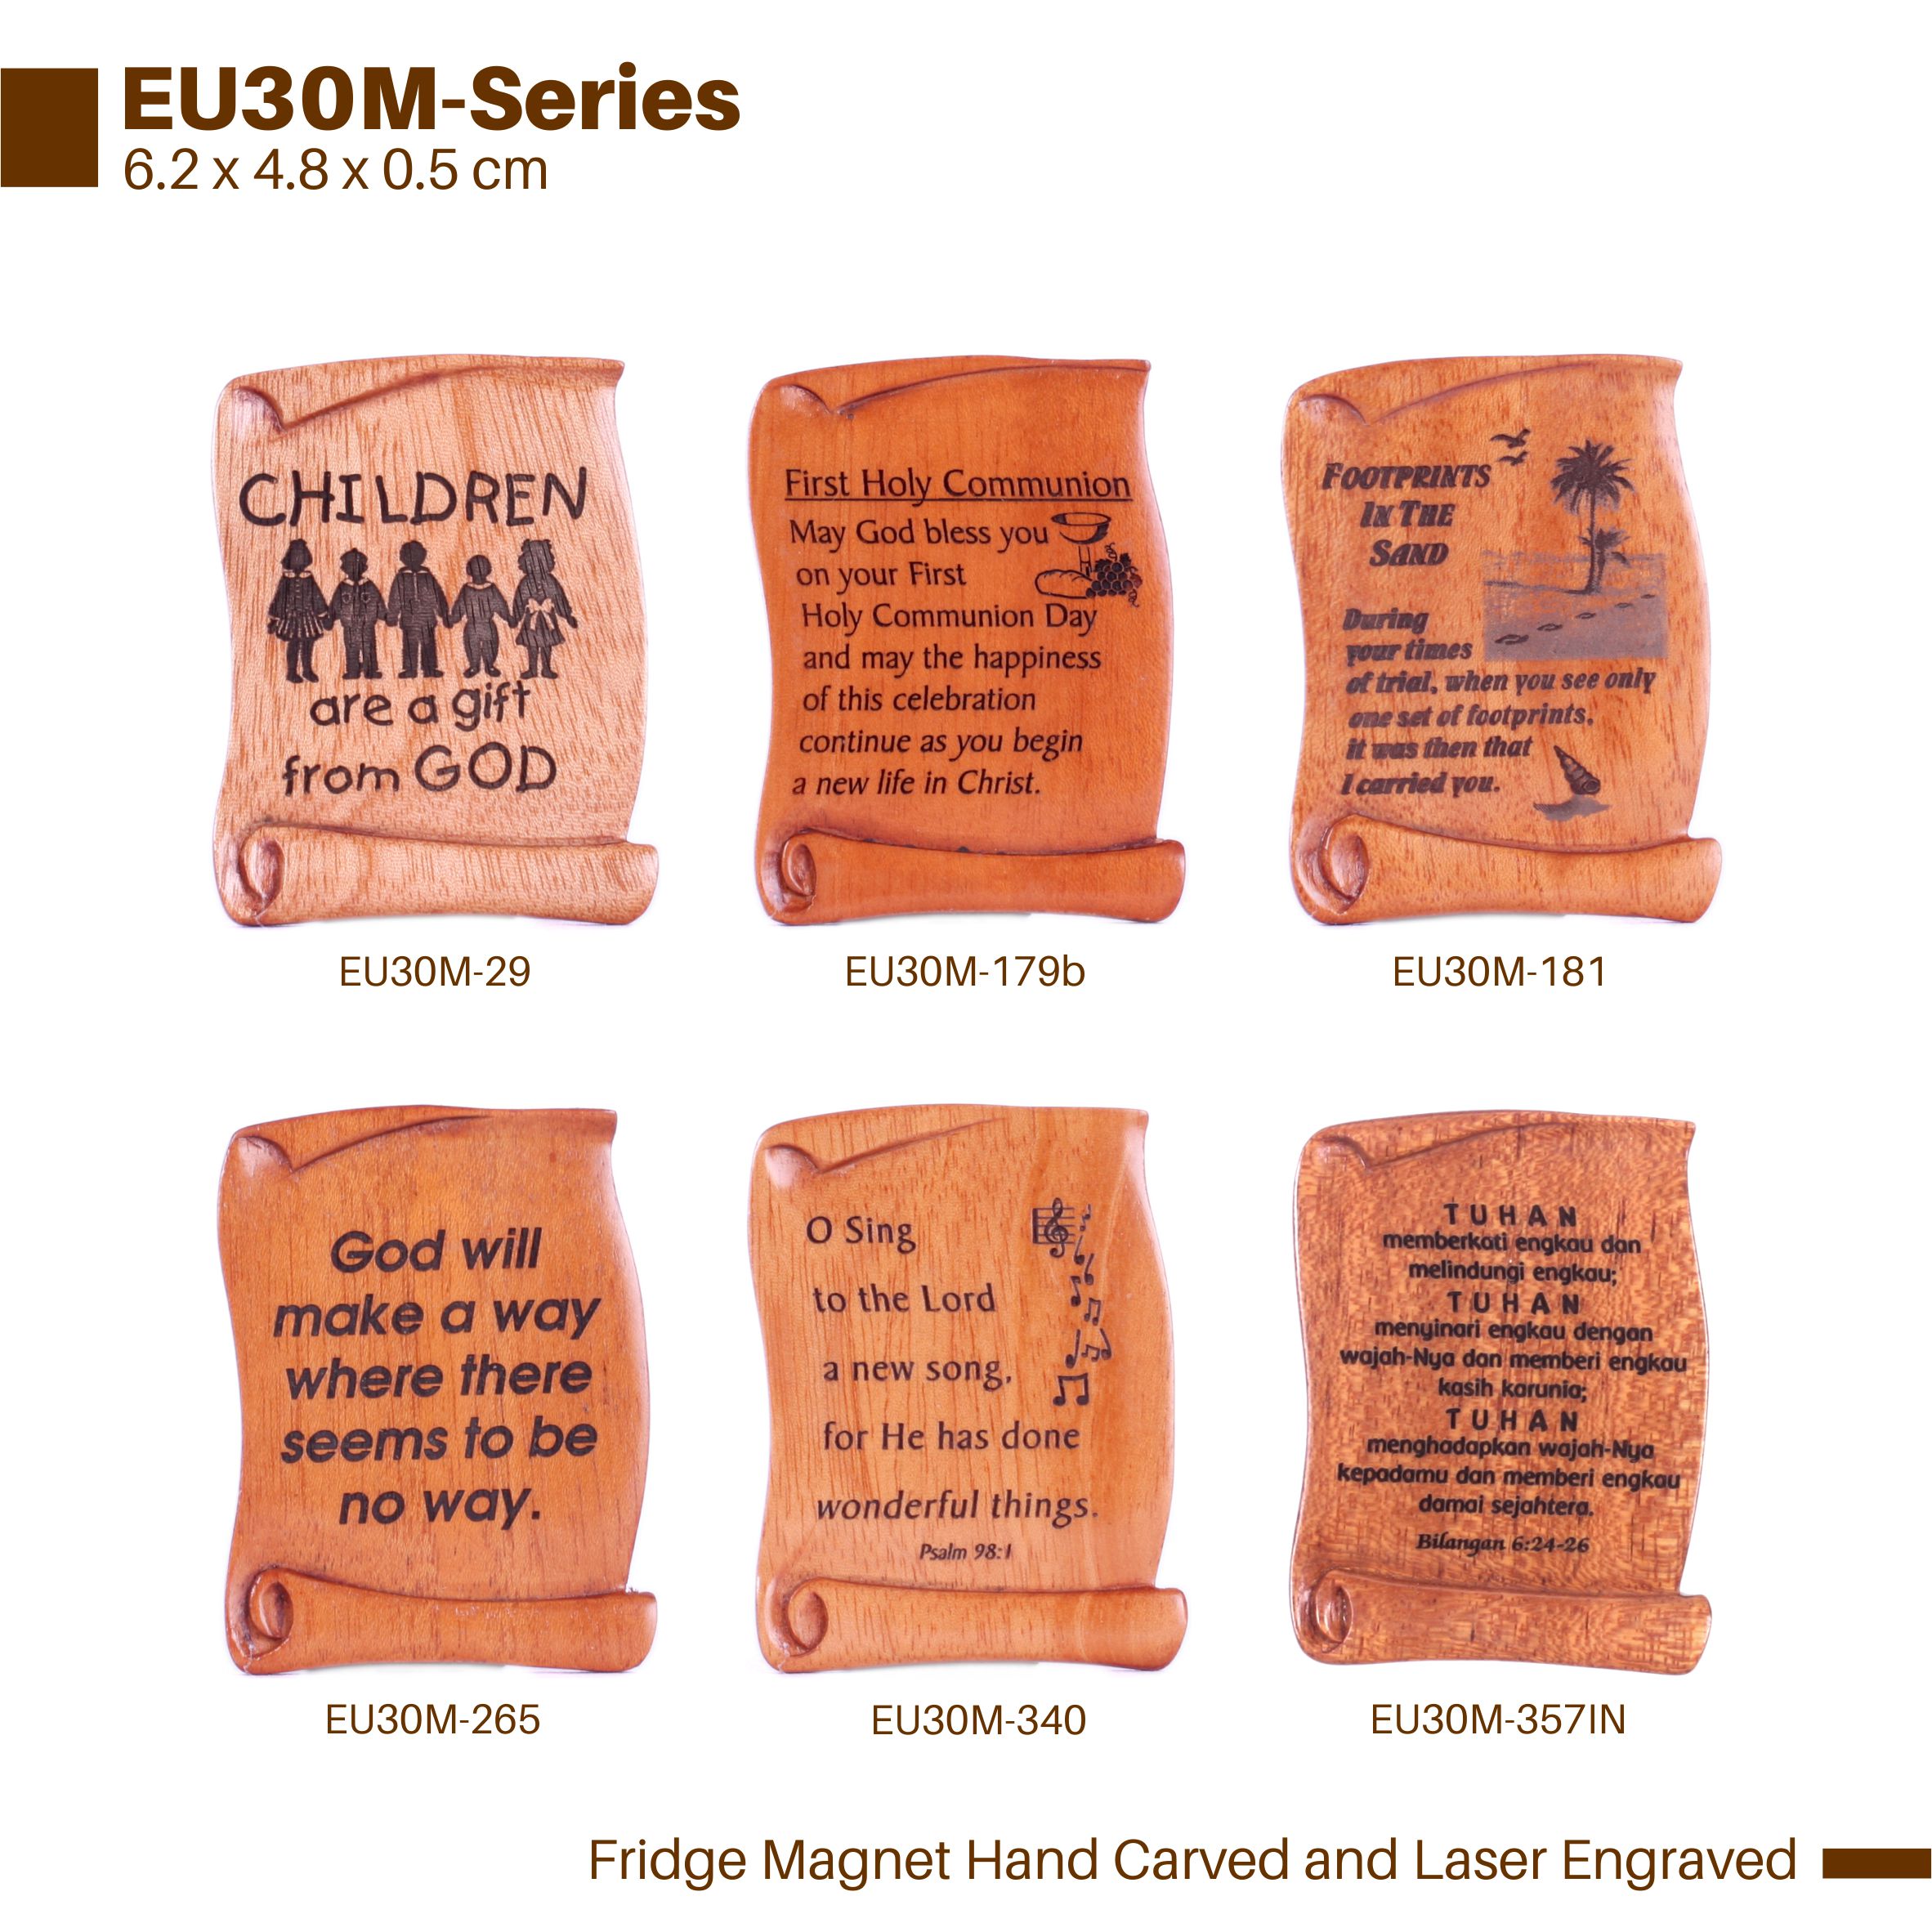 EU30M-Series
6.2 x 4.8 x 0.5 cm
CHILDREN
are a gift
from GOD
EU30M-29
First Holy Communion
May God bless you
on your First
Holy Communion Day
and may the happiness
of this celebration
continue as you begin
a new life in Christ.
EU30M-179b
FOOTPRINTS
IN THE
SAND
During
your times
of trial, when you see only
one set of footprints,
it was then that
I carried you.
EU30M-181
God will
make a way
where there
seems to be
no way.
EU30M-265
O Sing
to the Lord
a new song,
for He has done
wonderful things.
Psalm 98:1
EU30M-340
TUHAN
memberkati engkau dan
melindungi engkau;
TUHAN
menyinari engkau dengan
wajah-Nya dan memberi engkau
kasih karunia;
TUHAN
menghadapkan wajah-Nya
kepadamu dan memberi engkau
damai sejahtera.
Bilangan 6:24-26
EU30M-357IN
Fridge Magnet Hand Carved and Laser Engraved